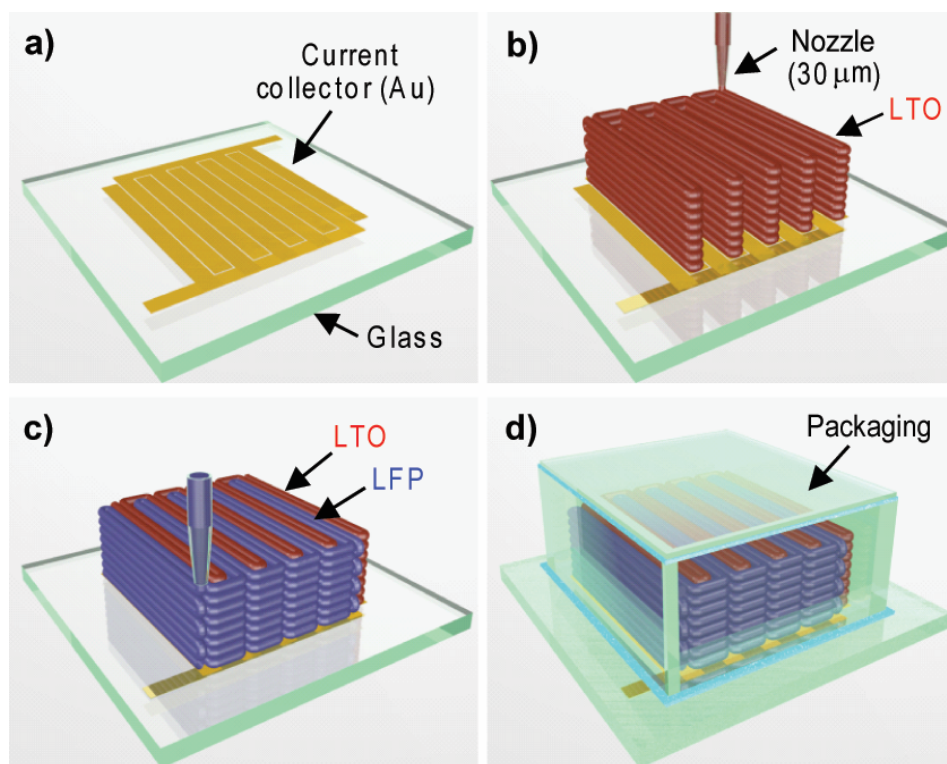 a)
Current
collector (Au)
Glass
b)
Nozzle
(30 µm)
LTO
c)
LTO
LFP
d)
Packaging